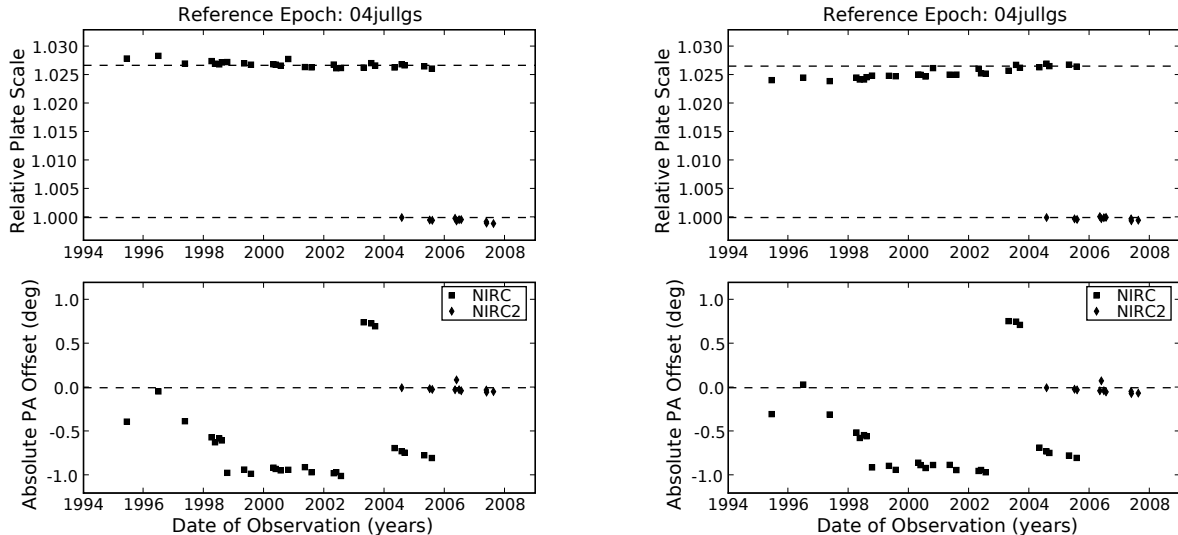 Reference Epoch: 04jullgs
Relative Plate Scale
1.030
1.025
1.020
1.015
1.010
1.005
1.000
1994 1996 1998 2000 2002 2004 2006 2008
Absolute PA Offset (deg)
1.0
0.5
0.0
-0.5
-1.0
NIRC
NIRC2
1994 1996 1998 2000 2002 2004 2006 2008
Date of Observation (years)
Reference Epoch: 04jullgs
Relative Plate Scale
1.030
1.025
1.020
1.015
1.010
1.005
1.000
1994 1996 1998 2000 2002 2004 2006 2008
Absolute PA Offset (deg)
1.0
0.5
0.0
-0.5
-1.0
NIRC
NIRC2
1994 1996 1998 2000 2002 2004 2006 2008
Date of Observation (years)